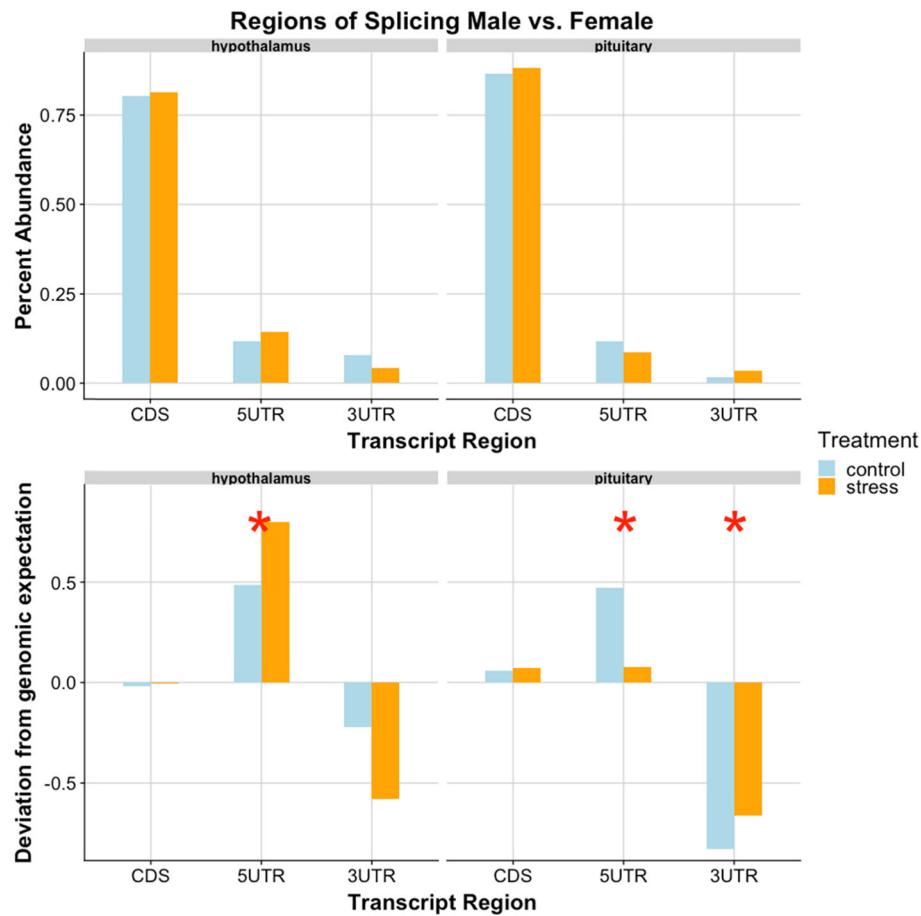 Regions of Splicing Male vs. Female
hypothalamus pituitary
Percent Abundance
0.75
0.50
0.25
0.00
CDS 5UTR 3UTR CDS 5UTR 3UTR
Transcript Region
Treatment
control
stress
hypothalamus pituitary
Deviation from genomic expectation
* * *
0.5
0.0
-0.5
CDS 5UTR 3UTR CDS 5UTR 3UTR
Transcript Region